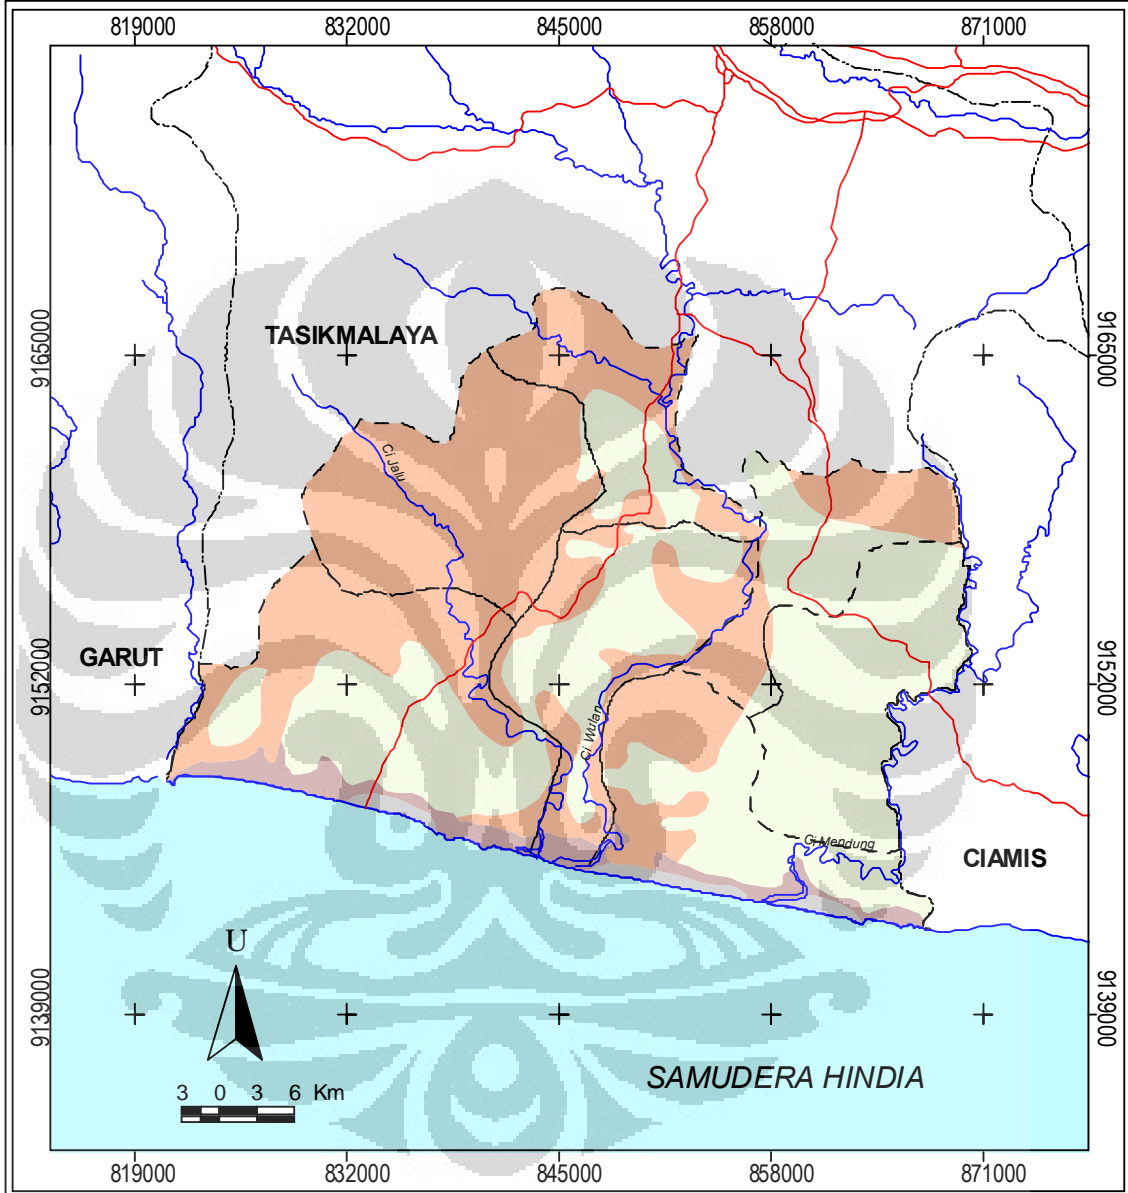 819000 832000 845000 858000 871000
9165000
9165000
TASIKMALAYA
Ci Jalu
GARUT
9152000
9152000
Ci Wulan
Ci Mendung
CIAMIS
U
9139000
9139000
3 0 3 6 Km
SAMUDERA HINDIA
819000 832000 845000 858000 871000